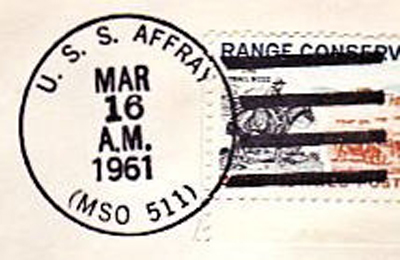 U. S. S. AFFRAY
MAR
16
A.M.
1961
(MSO 511)
RANGE CONSERV